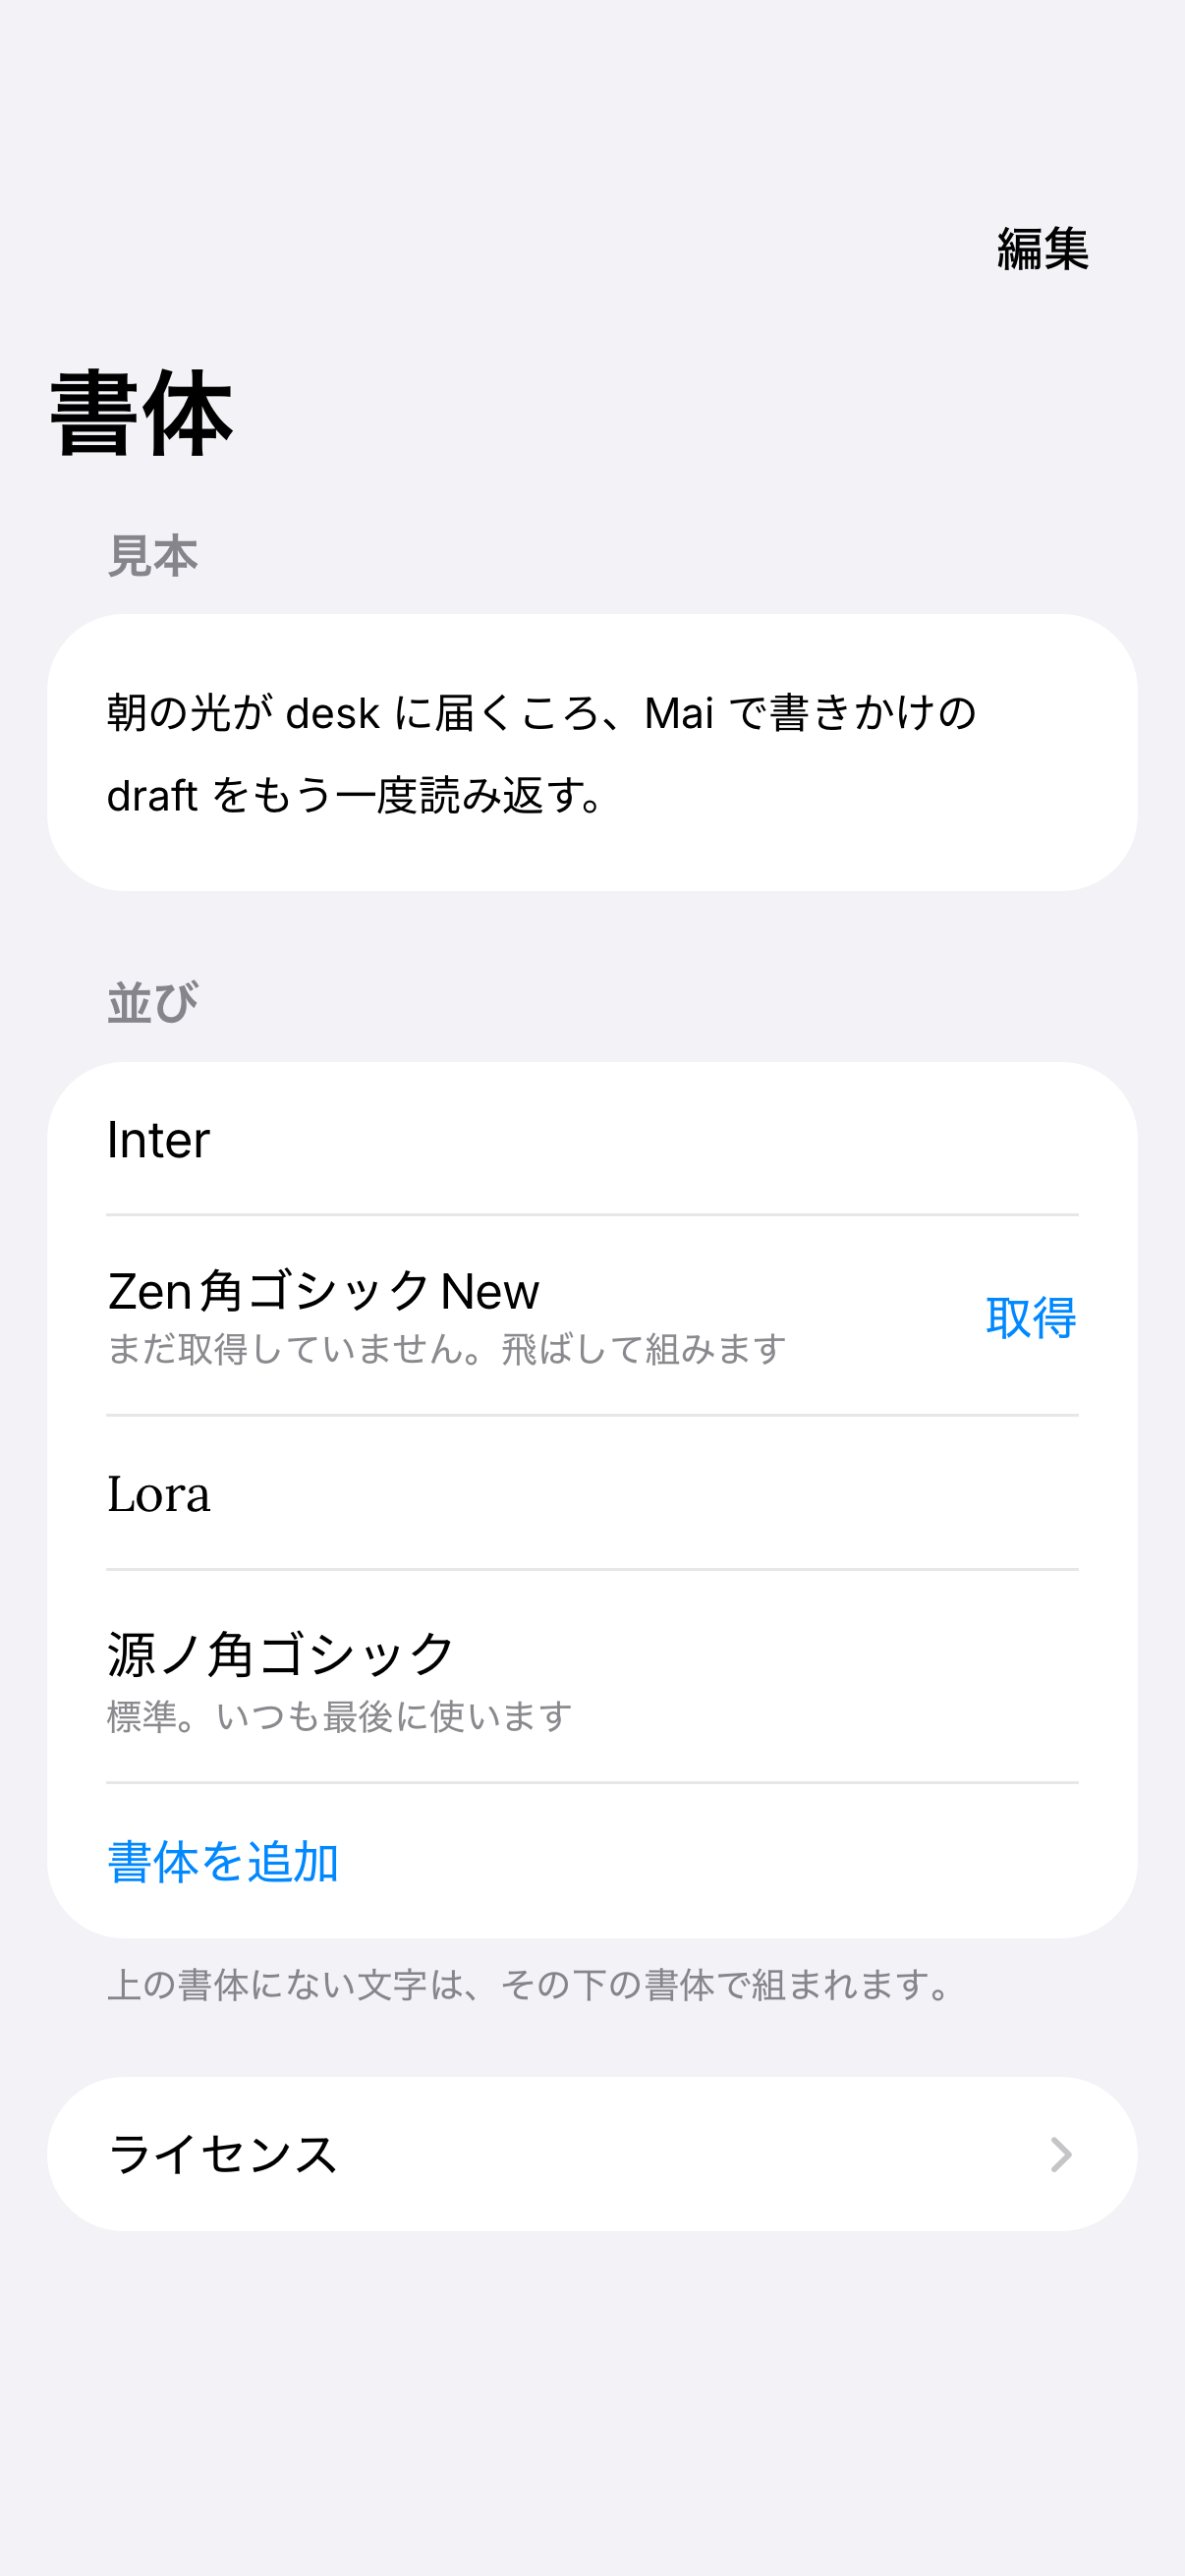 編集
書体
見本
朝の光が desk に届くころ、Mai で書きかけの
draft をもう一度読み返す。
並び
Inter
Zen角ゴシックNew
まだ取得していません。飛ばして組みます
取得
Lora
源ノ角ゴシック
標準。いつも最後に使います
書体を追加
上の書体にない文字は、その下の書体で組まれます。
ライセンス